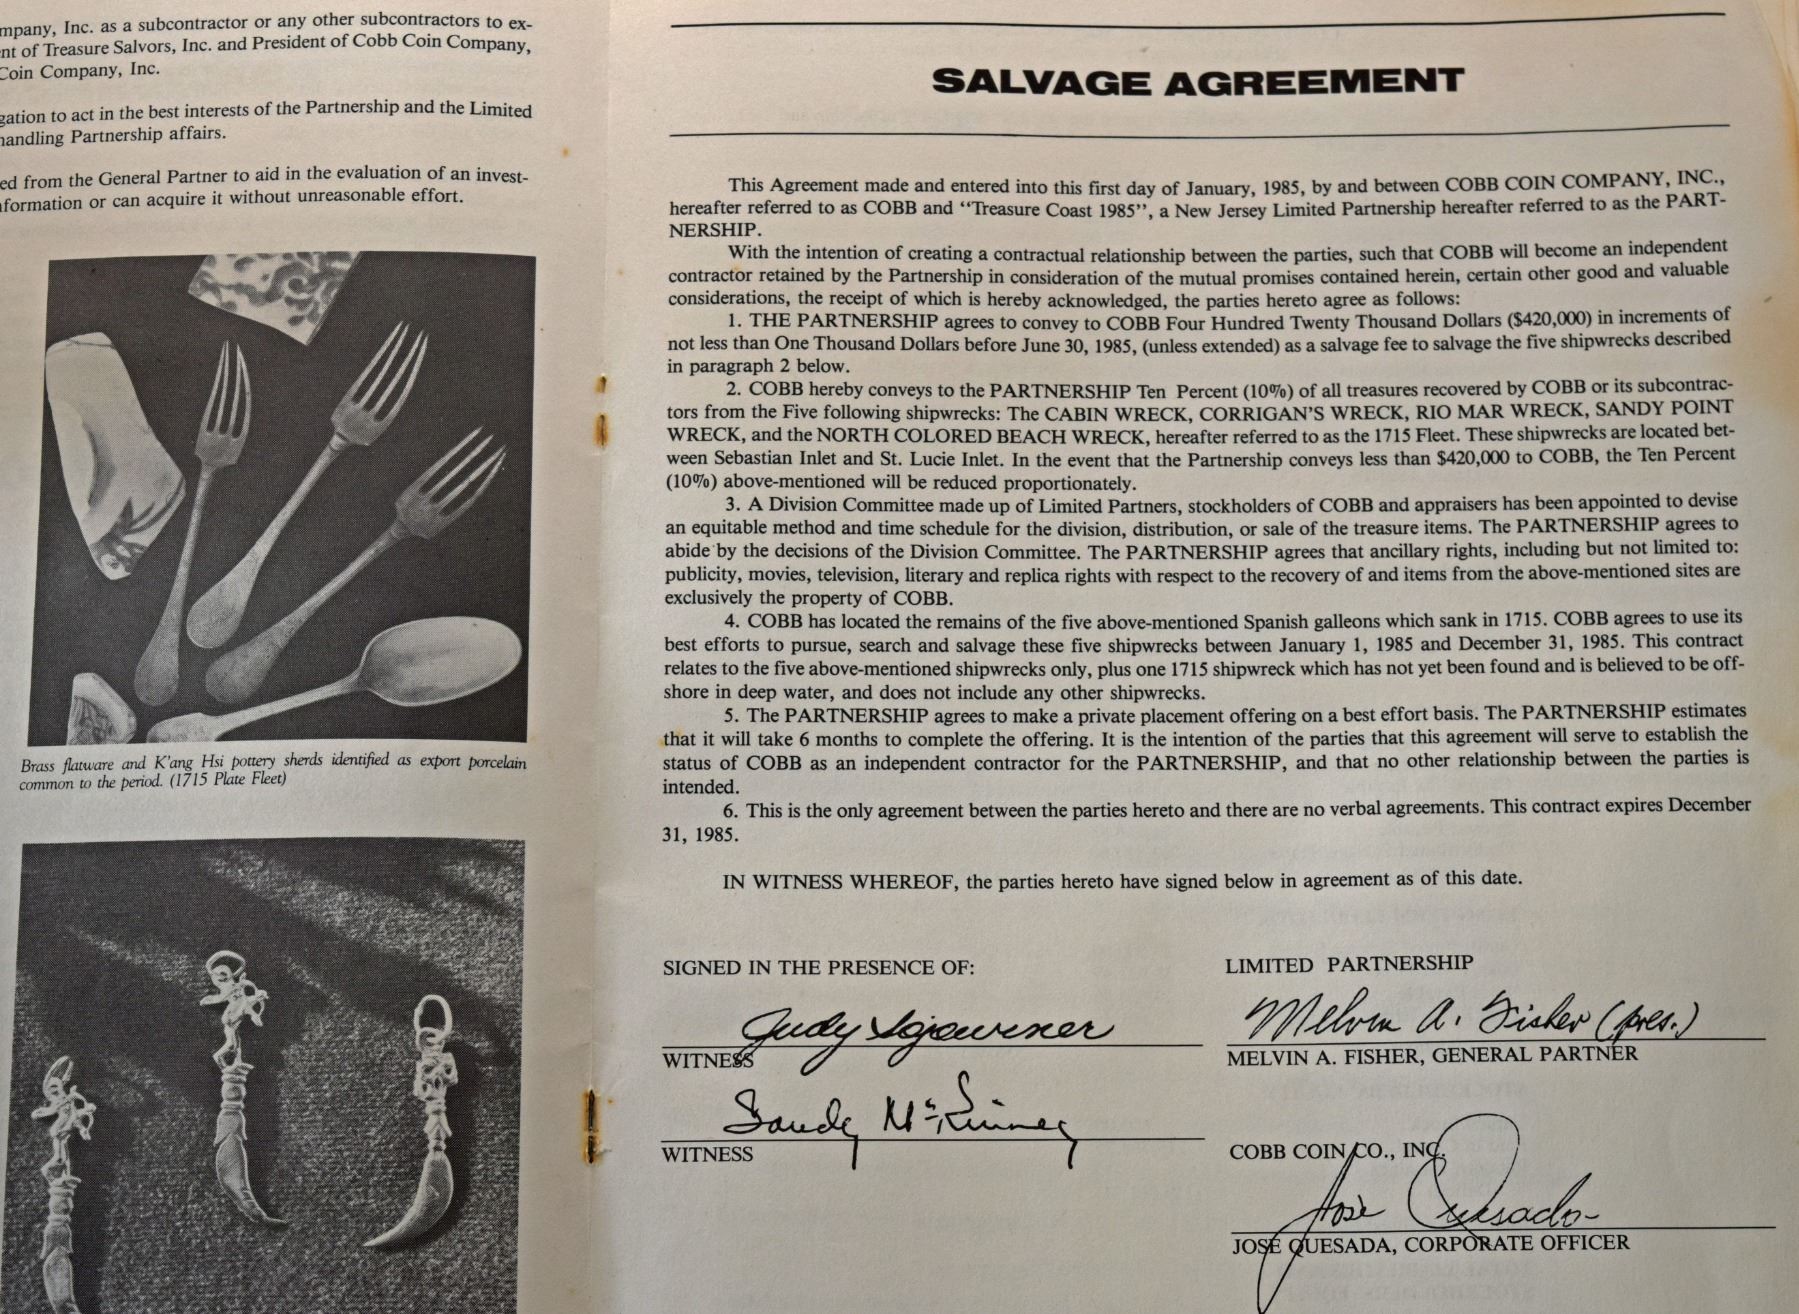 mpany, Inc. as a subcontractor or any other subcontractors to ex-
nt of Treasure Salvors, Inc. and President of Cobb Coin Company,
Coin Company, Inc.
gation to act in the best interests of the Partnership and the Limited
handling Partnership affairs.
ed from the General Partner to aid in the evaluation of an invest-
formation or can acquire it without unreasonable effort.
Brass flatware and K'ang Hsi pottery sherds identified as export porcelain
common to the period. (1715 Plate Fleet)
SALVAGE AGREEMENT
This Agreement made and entered into this first day of January, 1985, by and between COBB COIN COMPANY, INC.,
hereafter referred to as COBB and “Treasure Coast 1985”, a New Jersey Limited Partnership hereafter referred to as the PART-
NERSHIP.
With the intention of creating a contractual relationship between the parties, such that COBB will become an independent
contractor retained by the Partnership in consideration of the mutual promises contained herein, certain other good and valuable
considerations, the receipt of which is hereby acknowledged, the parties hereto agree as follows:
1. THE PARTNERSHIP agrees to convey to COBB Four Hundred Twenty Thousand Dollars ($420,000) in increments of
not less than One Thousand Dollars before June 30, 1985, (unless extended) as a salvage fee to salvage the five shipwrecks described
in paragraph 2 below.
2. COBB hereby conveys to the PARTNERSHIP Ten Percent (10%) of all treasures recovered by COBB or its subcontrac-
tors from the Five following shipwrecks: The CABIN WRECK, CORRIGAN'S WRECK, RIO MAR WRECK, SANDY POINT
WRECK, and the NORTH COLORED BEACH WRECK, hereafter referred to as the 1715 Fleet. These shipwrecks are located bet-
ween Sebastian Inlet and St. Lucie Inlet. In the event that the Partnership conveys less than $420,000 to COBB, the Ten Percent
(10%) above-mentioned will be reduced proportionately.
3. A Division Committee made up of Limited Partners, stockholders of COBB and appraisers has been appointed to devise
an equitable method and time schedule for the division, distribution, or sale of the treasure items. The PARTNERSHIP agrees to
abide by the decisions of the Division Committee. The PARTNERSHIP agrees that ancillary rights, including but not limited to:
publicity, movies, television, literary and replica rights with respect to the recovery of and items from the above-mentioned sites are
exclusively the property of COBB.
4. COBB has located the remains of the five above-mentioned Spanish galleons which sank in 1715. COBB agrees to use its
best efforts to pursue, search and salvage these five shipwrecks between January 1, 1985 and December 31, 1985. This contract
relates to the five above-mentioned shipwrecks only, plus one 1715 shipwreck which has not yet been found and is believed to be off-
shore in deep water, and does not include any other shipwrecks.
5. The PARTNERSHIP agrees to make a private placement offering on a best effort basis. The PARTNERSHIP estimates
that it will take 6 months to complete the offering. It is the intention of the parties that this agreement will serve to establish the
status of COBB as an independent contractor for the PARTNERSHIP, and that no other relationship between the parties is
intended.
6. This is the only agreement between the parties hereto and there are no verbal agreements. This contract expires December
31, 1985.
IN WITNESS WHEREOF, the parties hereto have signed below in agreement as of this date.
SIGNED IN THE PRESENCE OF:
Judy
WITNESS
Sandy McKinney
WITNESS
LIMITED PARTNERSHIP
Melvin A. Fisher (pres.)
MELVIN A. FISHER, GENERAL PARTNER
COBB COIN CO., INC.
José Quesada
JOSE QUESADA, CORPORATE OFFICER